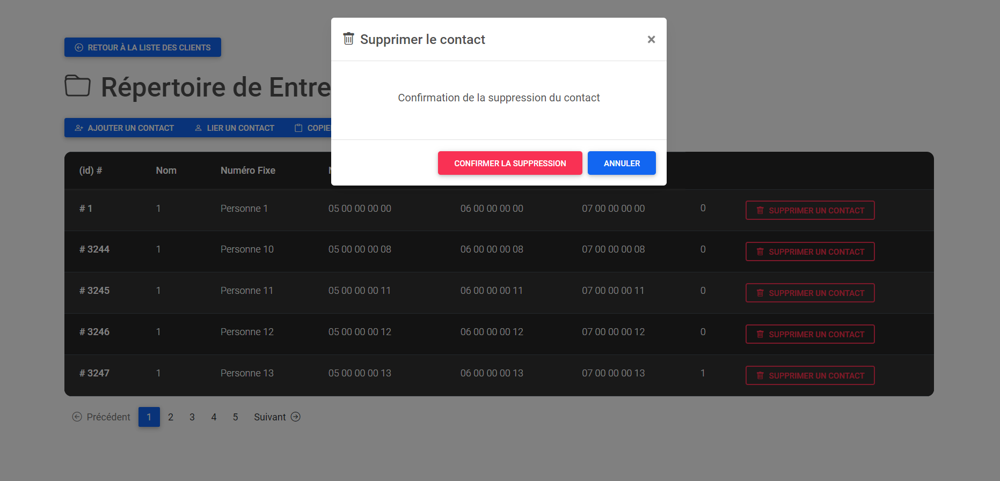 Supprimer le contact ×
Confirmation de la suppression du contact
CONFIRMER LA SUPPRESSION ANNULER
RETOUR À LA LISTE DES CLIENTS
Répertoire de
AJOUTER UN CONTACT LIER UN CONTACT
(id) # Nom Numéro Fixe
# 1 1 Personne 1 05 00 00 00 00 06 00 00 00 00 07 00 00 00 00 0 SUPPRIMER UN CONTACT
# 3244 1 Personne 10 05 00 00 00 08 06 00 00 00 08 07 00 00 00 08 0 SUPPRIMER UN CONTACT
# 3245 1 Personne 11 05 00 00 00 11 06 00 00 00 11 07 00 00 00 11 0 SUPPRIMER UN CONTACT
# 3246 1 Personne 12 05 00 00 00 12 06 00 00 00 12 07 00 00 00 12 0 SUPPRIMER UN CONTACT
# 3247 1 Personne 13 05 00 00 00 13 06 00 00 00 13 07 00 00 00 13 1 SUPPRIMER UN CONTACT
Précédent 1 2 3 4 5 Suivant